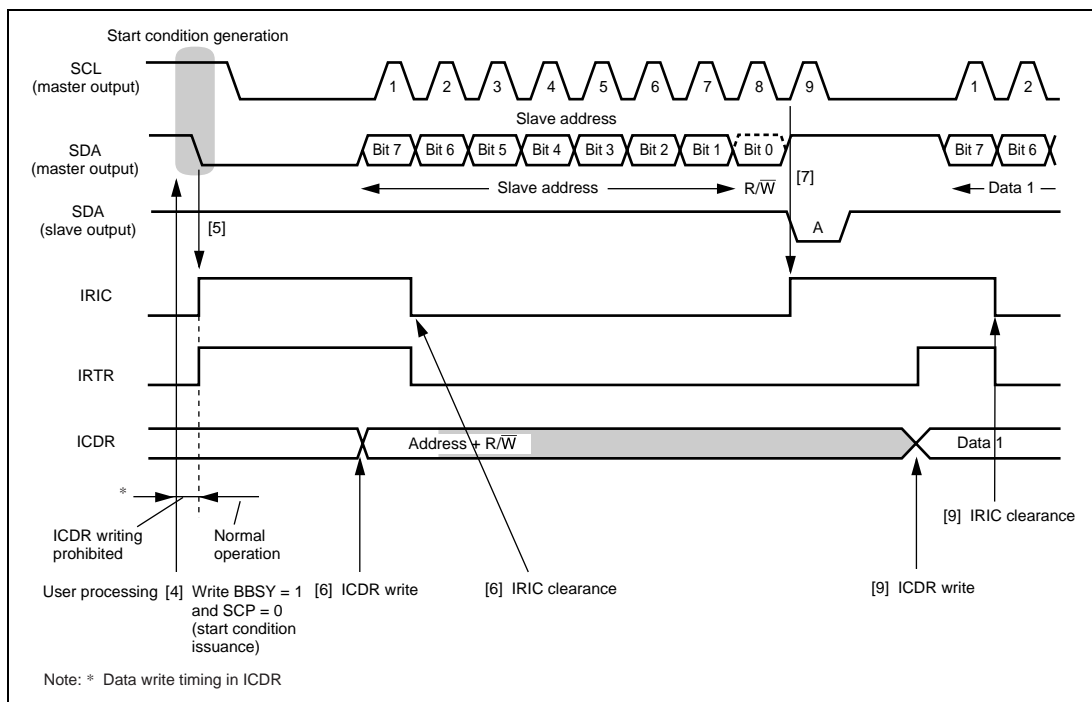 Start condition generation
SCL
(master output)
1 2 3 4 5 6 7 8 9 1 2
Slave address
SDA
(master output)
Bit 7 Bit 6 Bit 5 Bit 4 Bit 3 Bit 2 Bit 1 Bit 0 Bit 7 Bit 6
Slave address R/W̅ [7] Data 1
SDA
(slave output)
[5] A
IRIC
IRTR
ICDR Address + R/W̅ Data 1
*
ICDR writing
prohibited
Normal
operation
[9] IRIC clearance
User processing [4] Write BBSY = 1
and SCP = 0
(start condition
issuance)
[6] ICDR write [6] IRIC clearance [9] ICDR write
Note: * Data write timing in ICDR